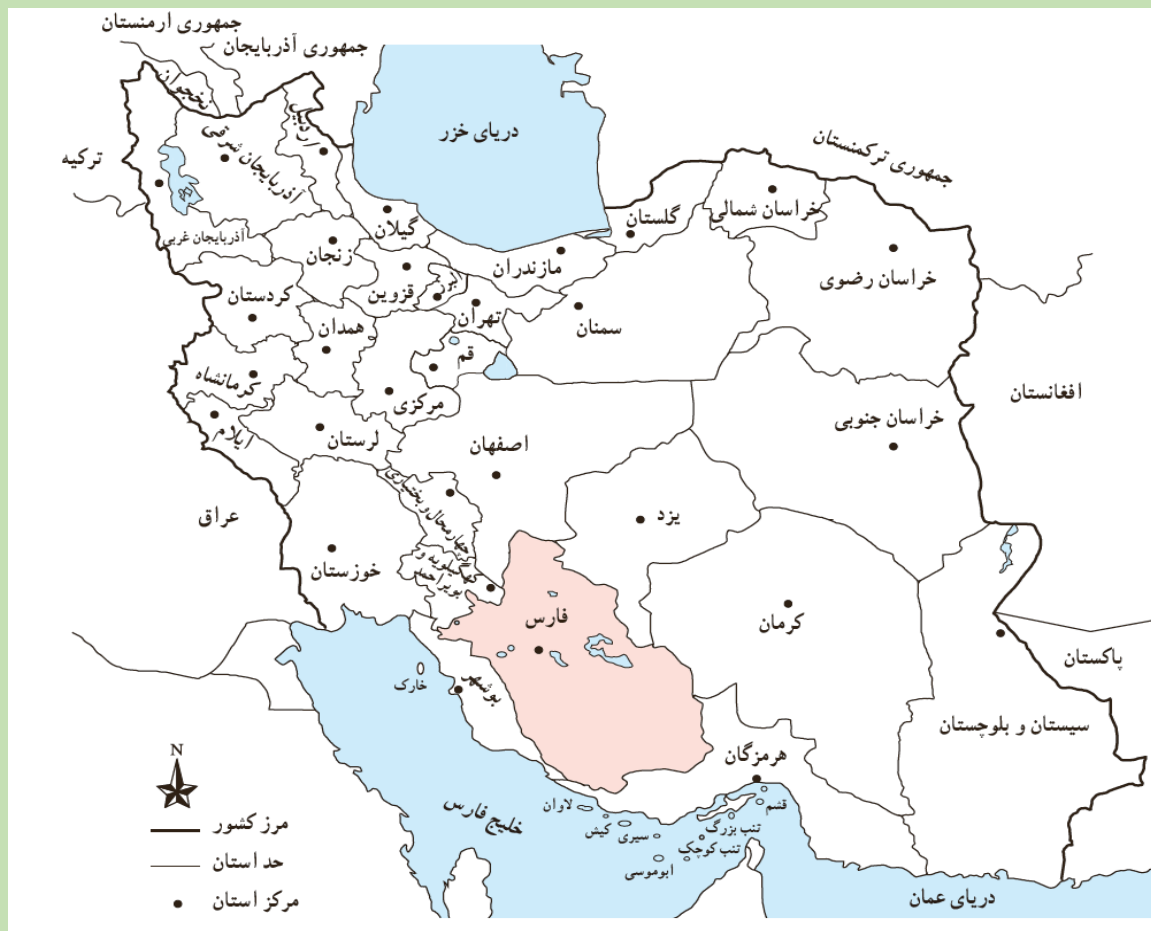 جمهوری ارمنستان
جمهوری آذربایجان
نخجوان
اردبیل
آذربایجان شرقی
دریای خزر
جمهوری ترکمنستان
ترکیه
گیلان
گلستان
خراسان شمالی
آذربایجان غربی
زنجان
مازندران
خراسان رضوی
کردستان
قزوین
البرز
تهران
سمنان
همدان
قم
کرمانشاه
مرکزی
افغانستان
ایلام
لرستان
اصفهان
خراسان جنوبی
چهارمحال و بختیاری
عراق
یزد
خوزستان
کهگیلویه و
بویراحمد
فارس
کرمان
پاکستان
خارک
بوشهر
سیستان و بلوچستان
هرمزگان
N
خلیج فارس
لاوان
کیش
سیری
قشم
تنب بزرگ
تنب کوچک
ابوموسی
دریای عمان
مرز کشور
حد استان
مرکز استان